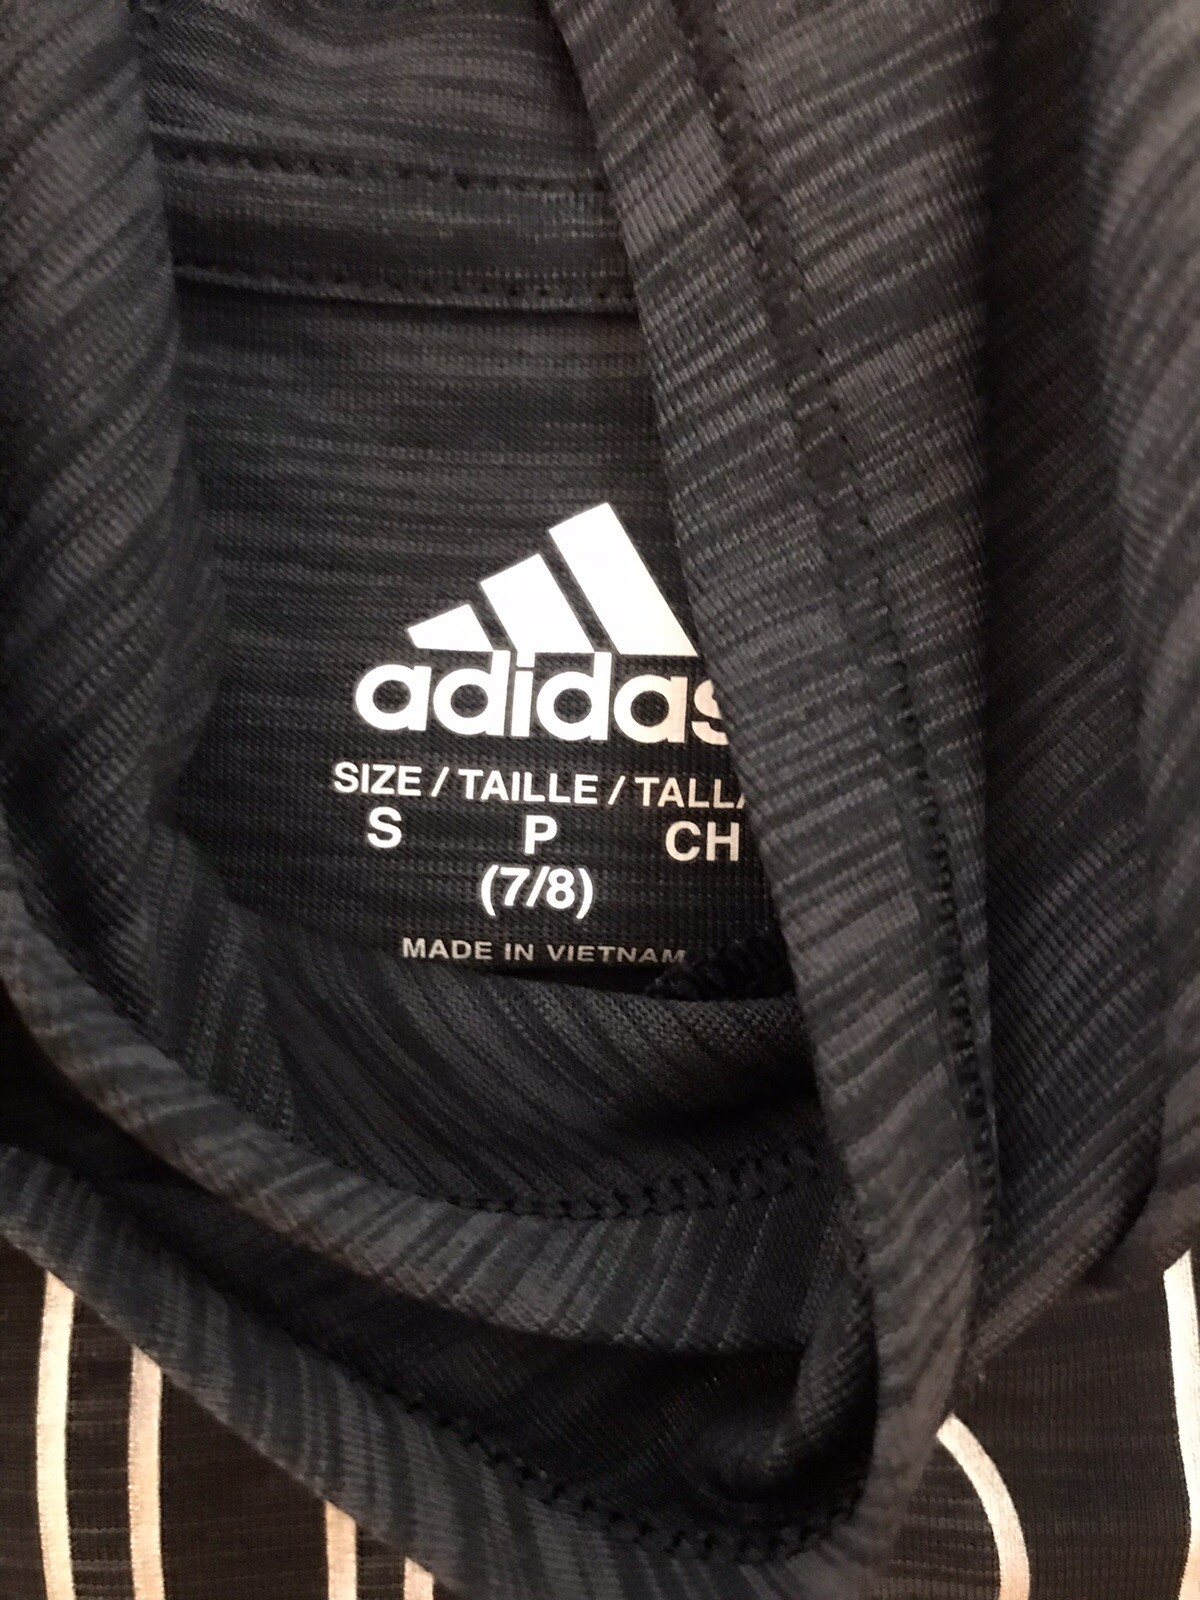 adidas
SIZE / TAILLE / TALLA
S P CH
(7/8)
MADE IN VIETNAM